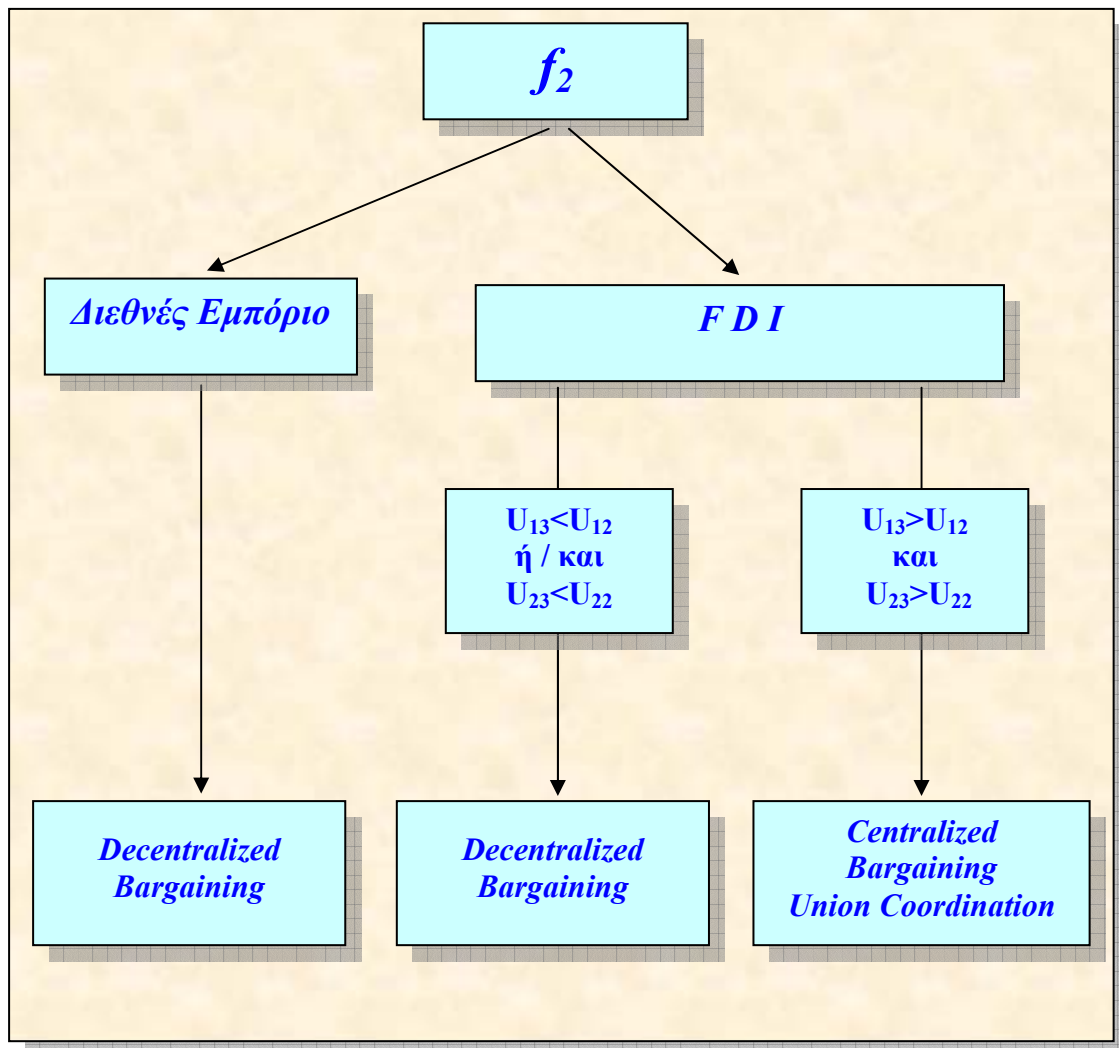 f₂
Διεθνές Εμπόριο
F D I
U₁₃<U₁₂
ή / και
U₂₃<U₂₂
U₁₃>U₁₂
και
U₂₃>U₂₂
Decentralized
Bargaining
Decentralized
Bargaining
Centralized
Bargaining
Union Coordination